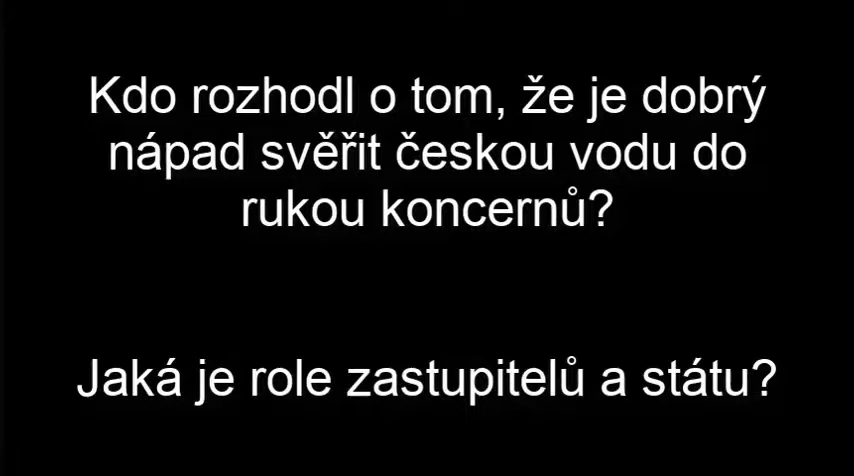 Kdo rozhodl o tom, že je dobrý
nápad svěřit českou vodu do
rukou koncernů?
Jaká je role zastupitelů a státu?